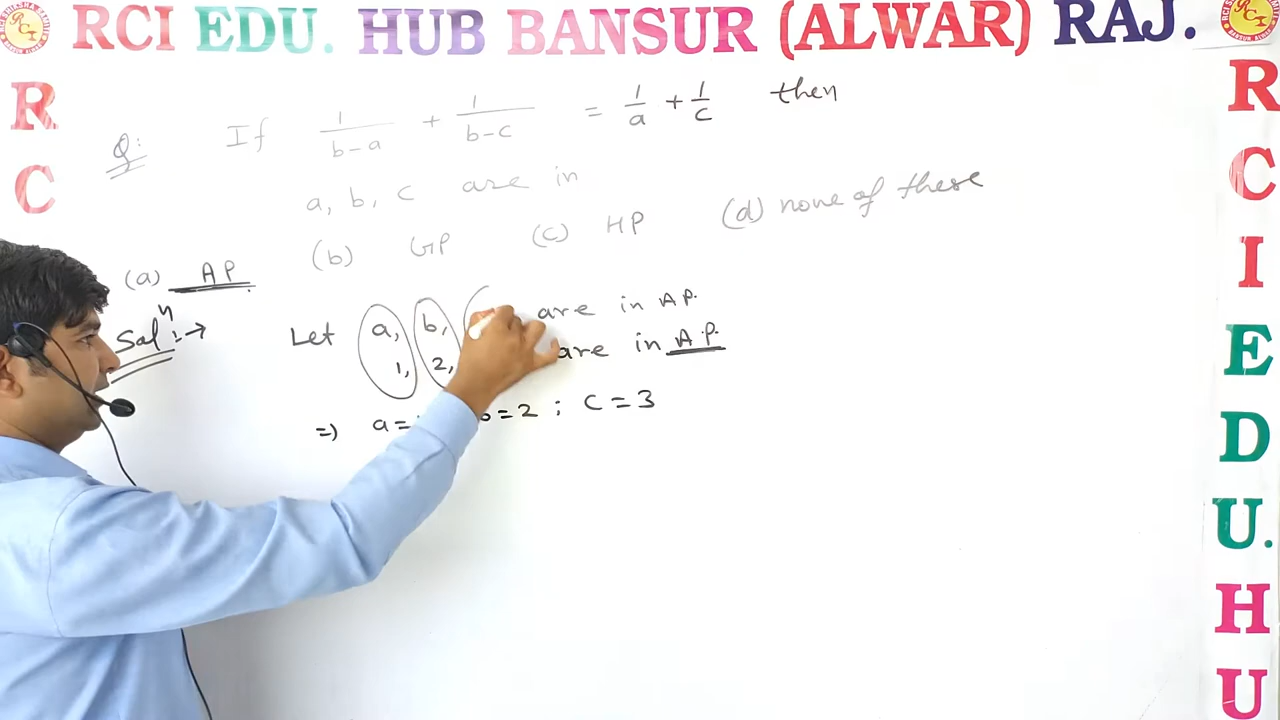 RCI EDU. HUB BANSUR (ALWAR) RAJ.
R
C
Q: If 1/(b-a) + 1/(b-c) = 1/a + 1/c then
a, b, c are in
(a) AP (b) GP (c) HP (d) none of these
Solⁿ :→ Let a, b, are in A.P.
1, 2, are in A.P.
=) a= =2 ; c=3
R
C
I
E
D
U.
H
U